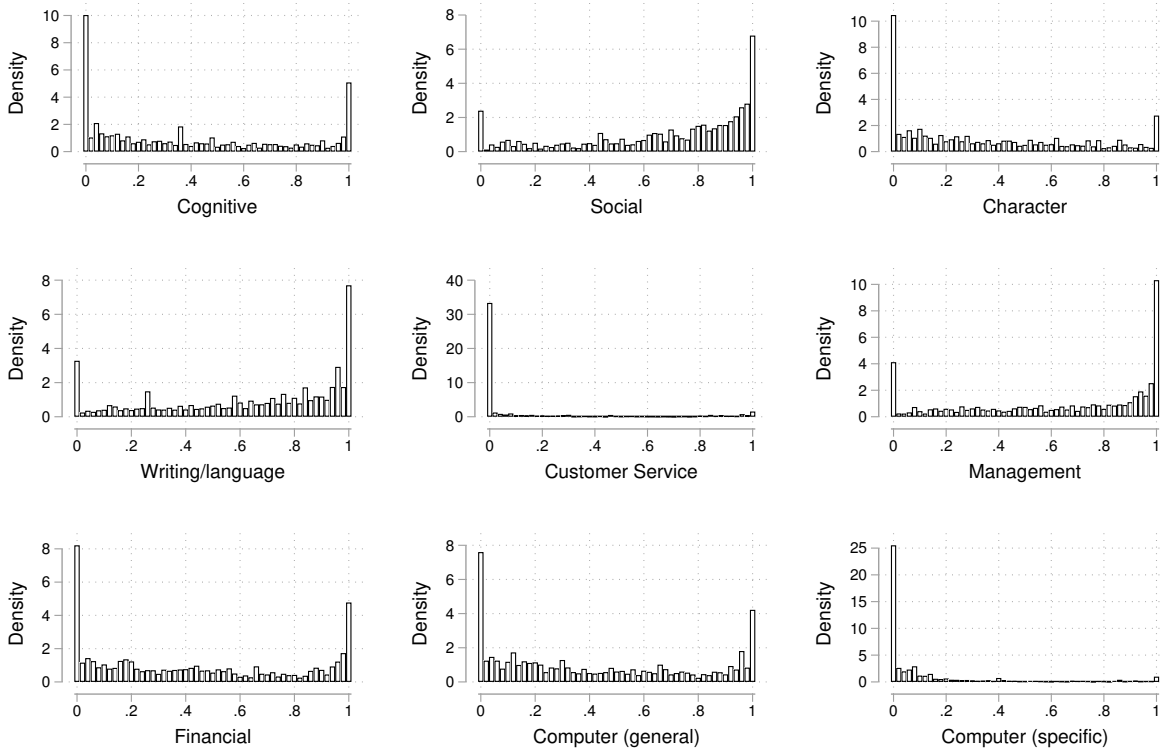 10
8
6
4
2
0
Density
0 .2 .4 .6 .8 1
Cognitive
8
6
4
2
0
Density
0 .2 .4 .6 .8 1
Social
10
8
6
4
2
0
Density
0 .2 .4 .6 .8 1
Character
8
6
4
2
0
Density
0 .2 .4 .6 .8 1
Writing/language
40
30
20
10
0
Density
0 .2 .4 .6 .8 1
Customer Service
10
8
6
4
2
0
Density
0 .2 .4 .6 .8 1
Management
8
6
4
2
0
Density
0 .2 .4 .6 .8 1
Financial
8
6
4
2
0
Density
0 .2 .4 .6 .8 1
Computer (general)
25
20
15
10
5
0
Density
0 .2 .4 .6 .8 1
Computer (specific)